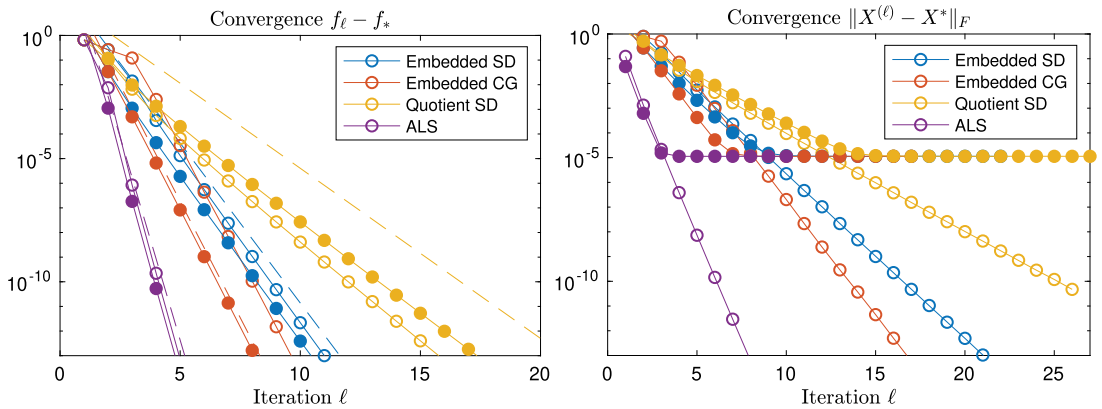 Convergence $f_\ell - f_*$
10^0
10^-5
10^-10
0 5 10 15 20
Iteration ℓ
Embedded SD
Embedded CG
Quotient SD
ALS
Convergence $\|X^{(\ell)} - X^*\|_F$
10^0
10^-5
10^-10
0 5 10 15 20 25
Iteration ℓ
Embedded SD
Embedded CG
Quotient SD
ALS